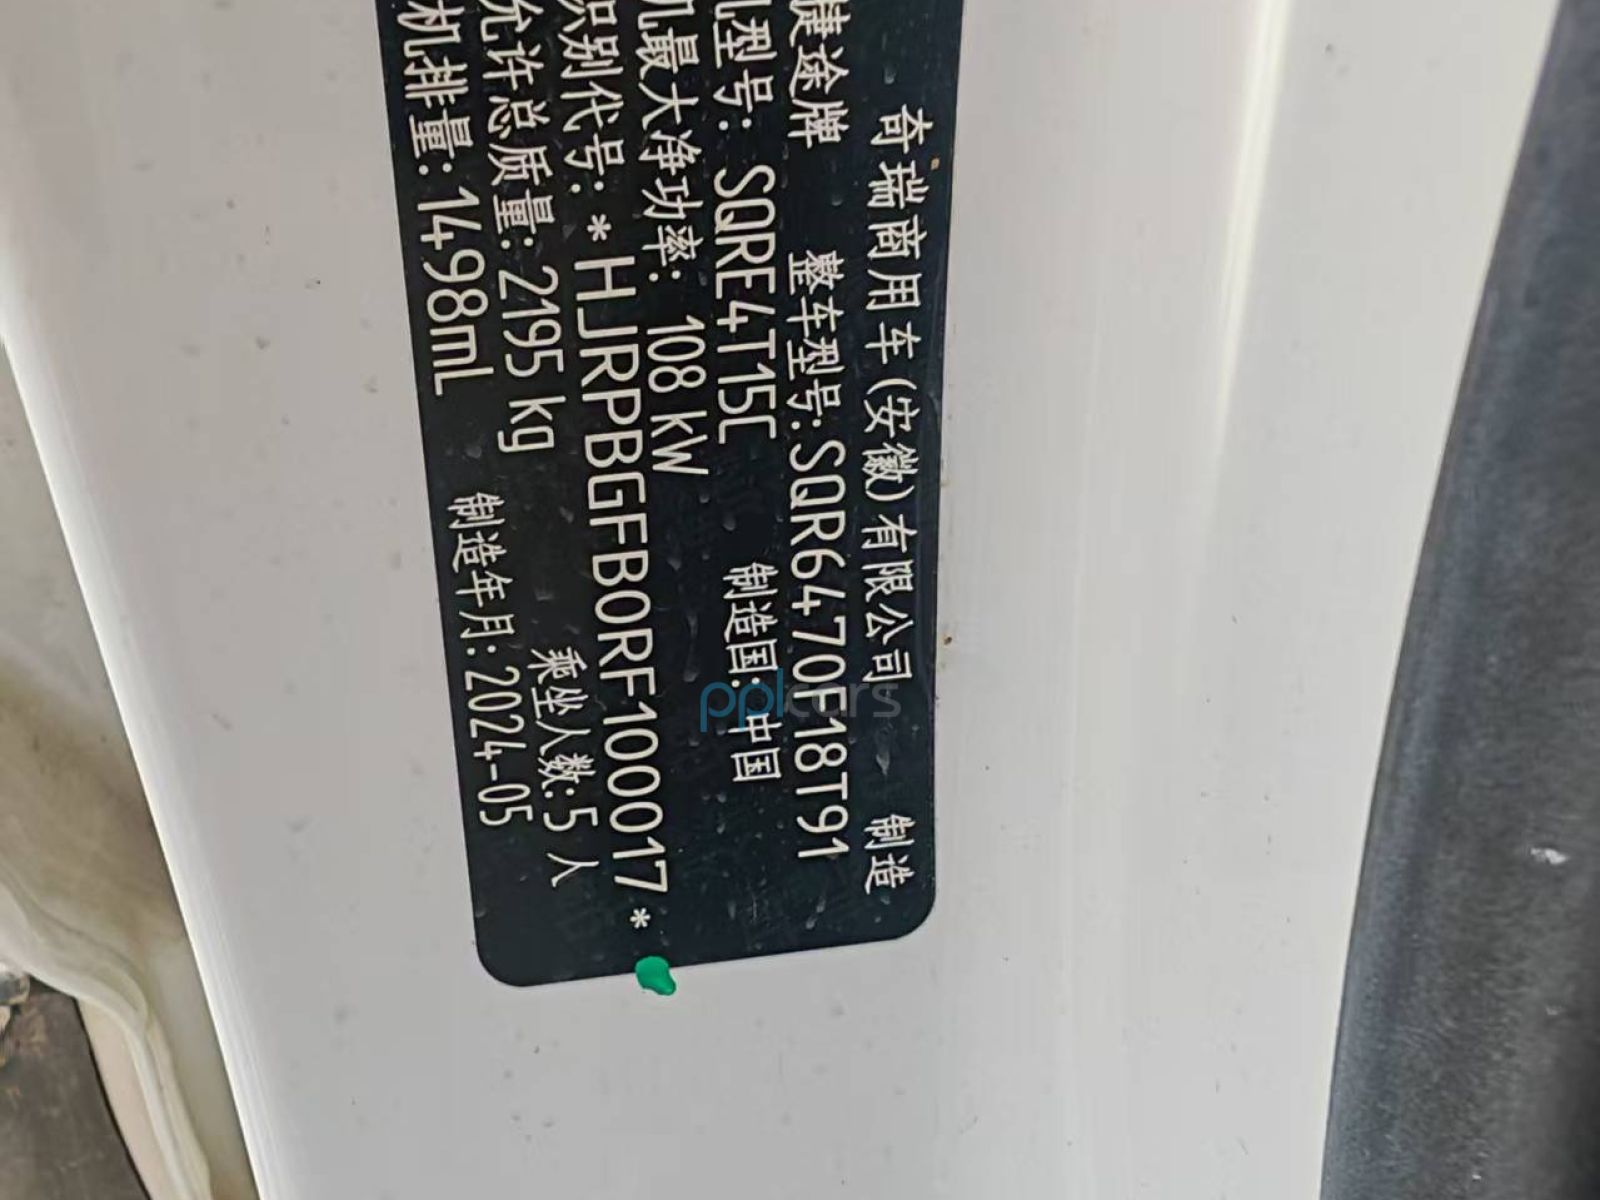 奇瑞商用车(安徽)有限公司 制造
捷途牌 整车型号:SQR6470F18T91
机型号: SQRE4T15C 制造国:中国
机最大净功率: 108 kW
识别代号: *HJRPBGFB0RF100017*
允许总质量: 2195 kg 乘坐人数: 5 人
机排量: 1498mL 制造年月: 2024-05
pplcars